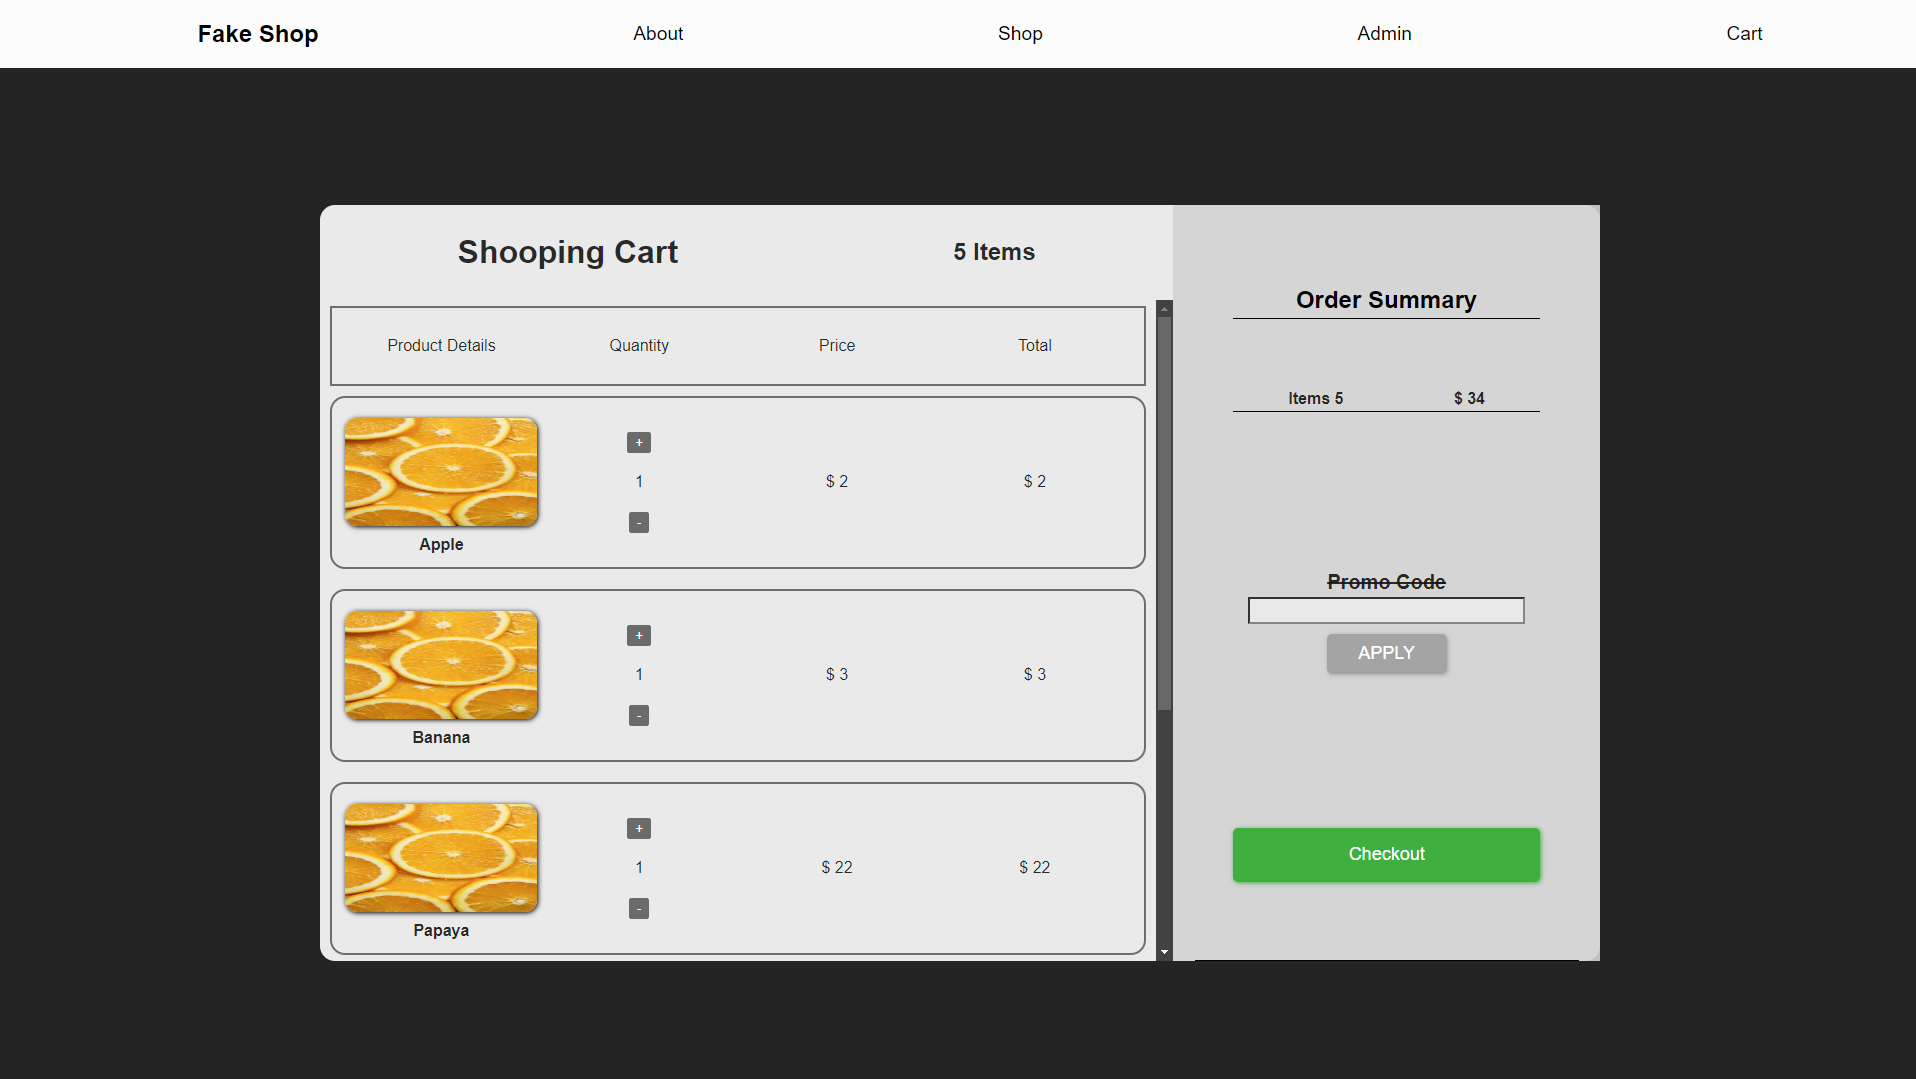 Fake Shop About Shop Admin Cart
Shooping Cart 5 Items
Product Details Quantity Price Total
+
1 $ 2 $ 2
-
Apple
+
1 $ 3 $ 3
-
Banana
+
1 $ 22 $ 22
-
Papaya
Order Summary
Items 5 $ 34
Promo Code
APPLY
Checkout